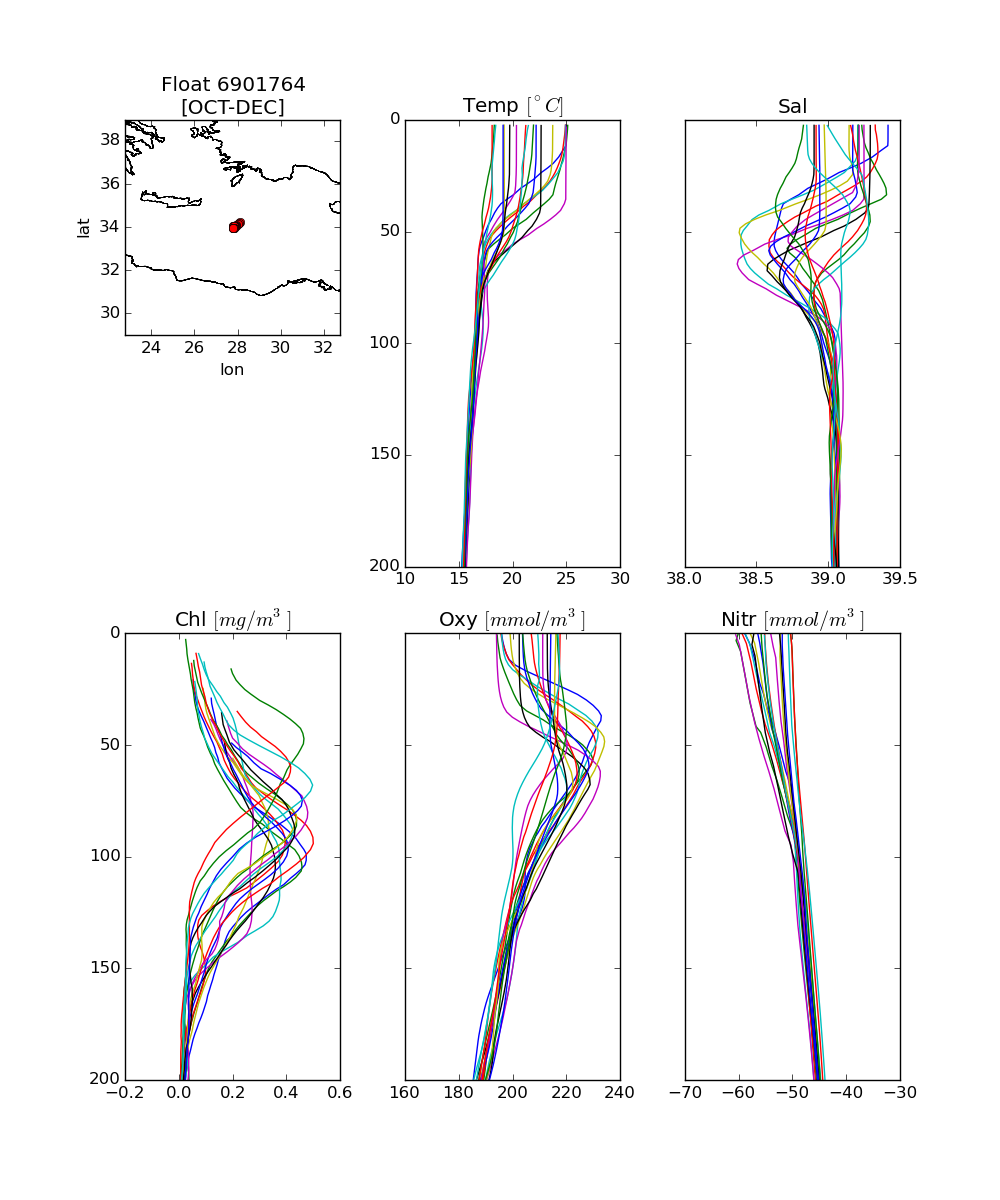 Float 6901764
[OCT-DEC]
38
36
34
32
30
lat
24 26 28 30 32
lon
Temp [°C]
0
50
100
150
200
10 15 20 25 30
Sal
38.0 38.5 39.0 39.5
Chl [mg/m³]
0
50
100
150
200
−0.2 0.0 0.2 0.4 0.6
Oxy [mmol/m³]
160 180 200 220 240
Nitr [mmol/m³]
−70 −60 −50 −40 −30